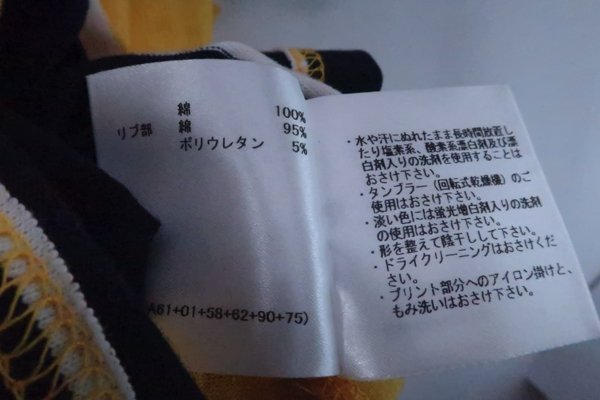 綿 100%
リブ部 綿 95%
ポリウレタン 5%
A61+01+58+62+90+75)
・水や汗にぬれたまま長時間放置し
たり塩素系、酸素系漂白剤及び漂
白剤入りの洗剤を使用することは
おさけ下さい。
・タンブラー(回転式乾燥機)のご
使用はおさけ下さい。
・淡い色には蛍光増白剤入りの洗剤
の使用はおさけ下さい。
・形を整えて陰干しして下さい。
・ドライクリーニングはおさけくだ
さい。
・プリント部分へのアイロン掛けと、
もみ洗いはおさけ下さい。